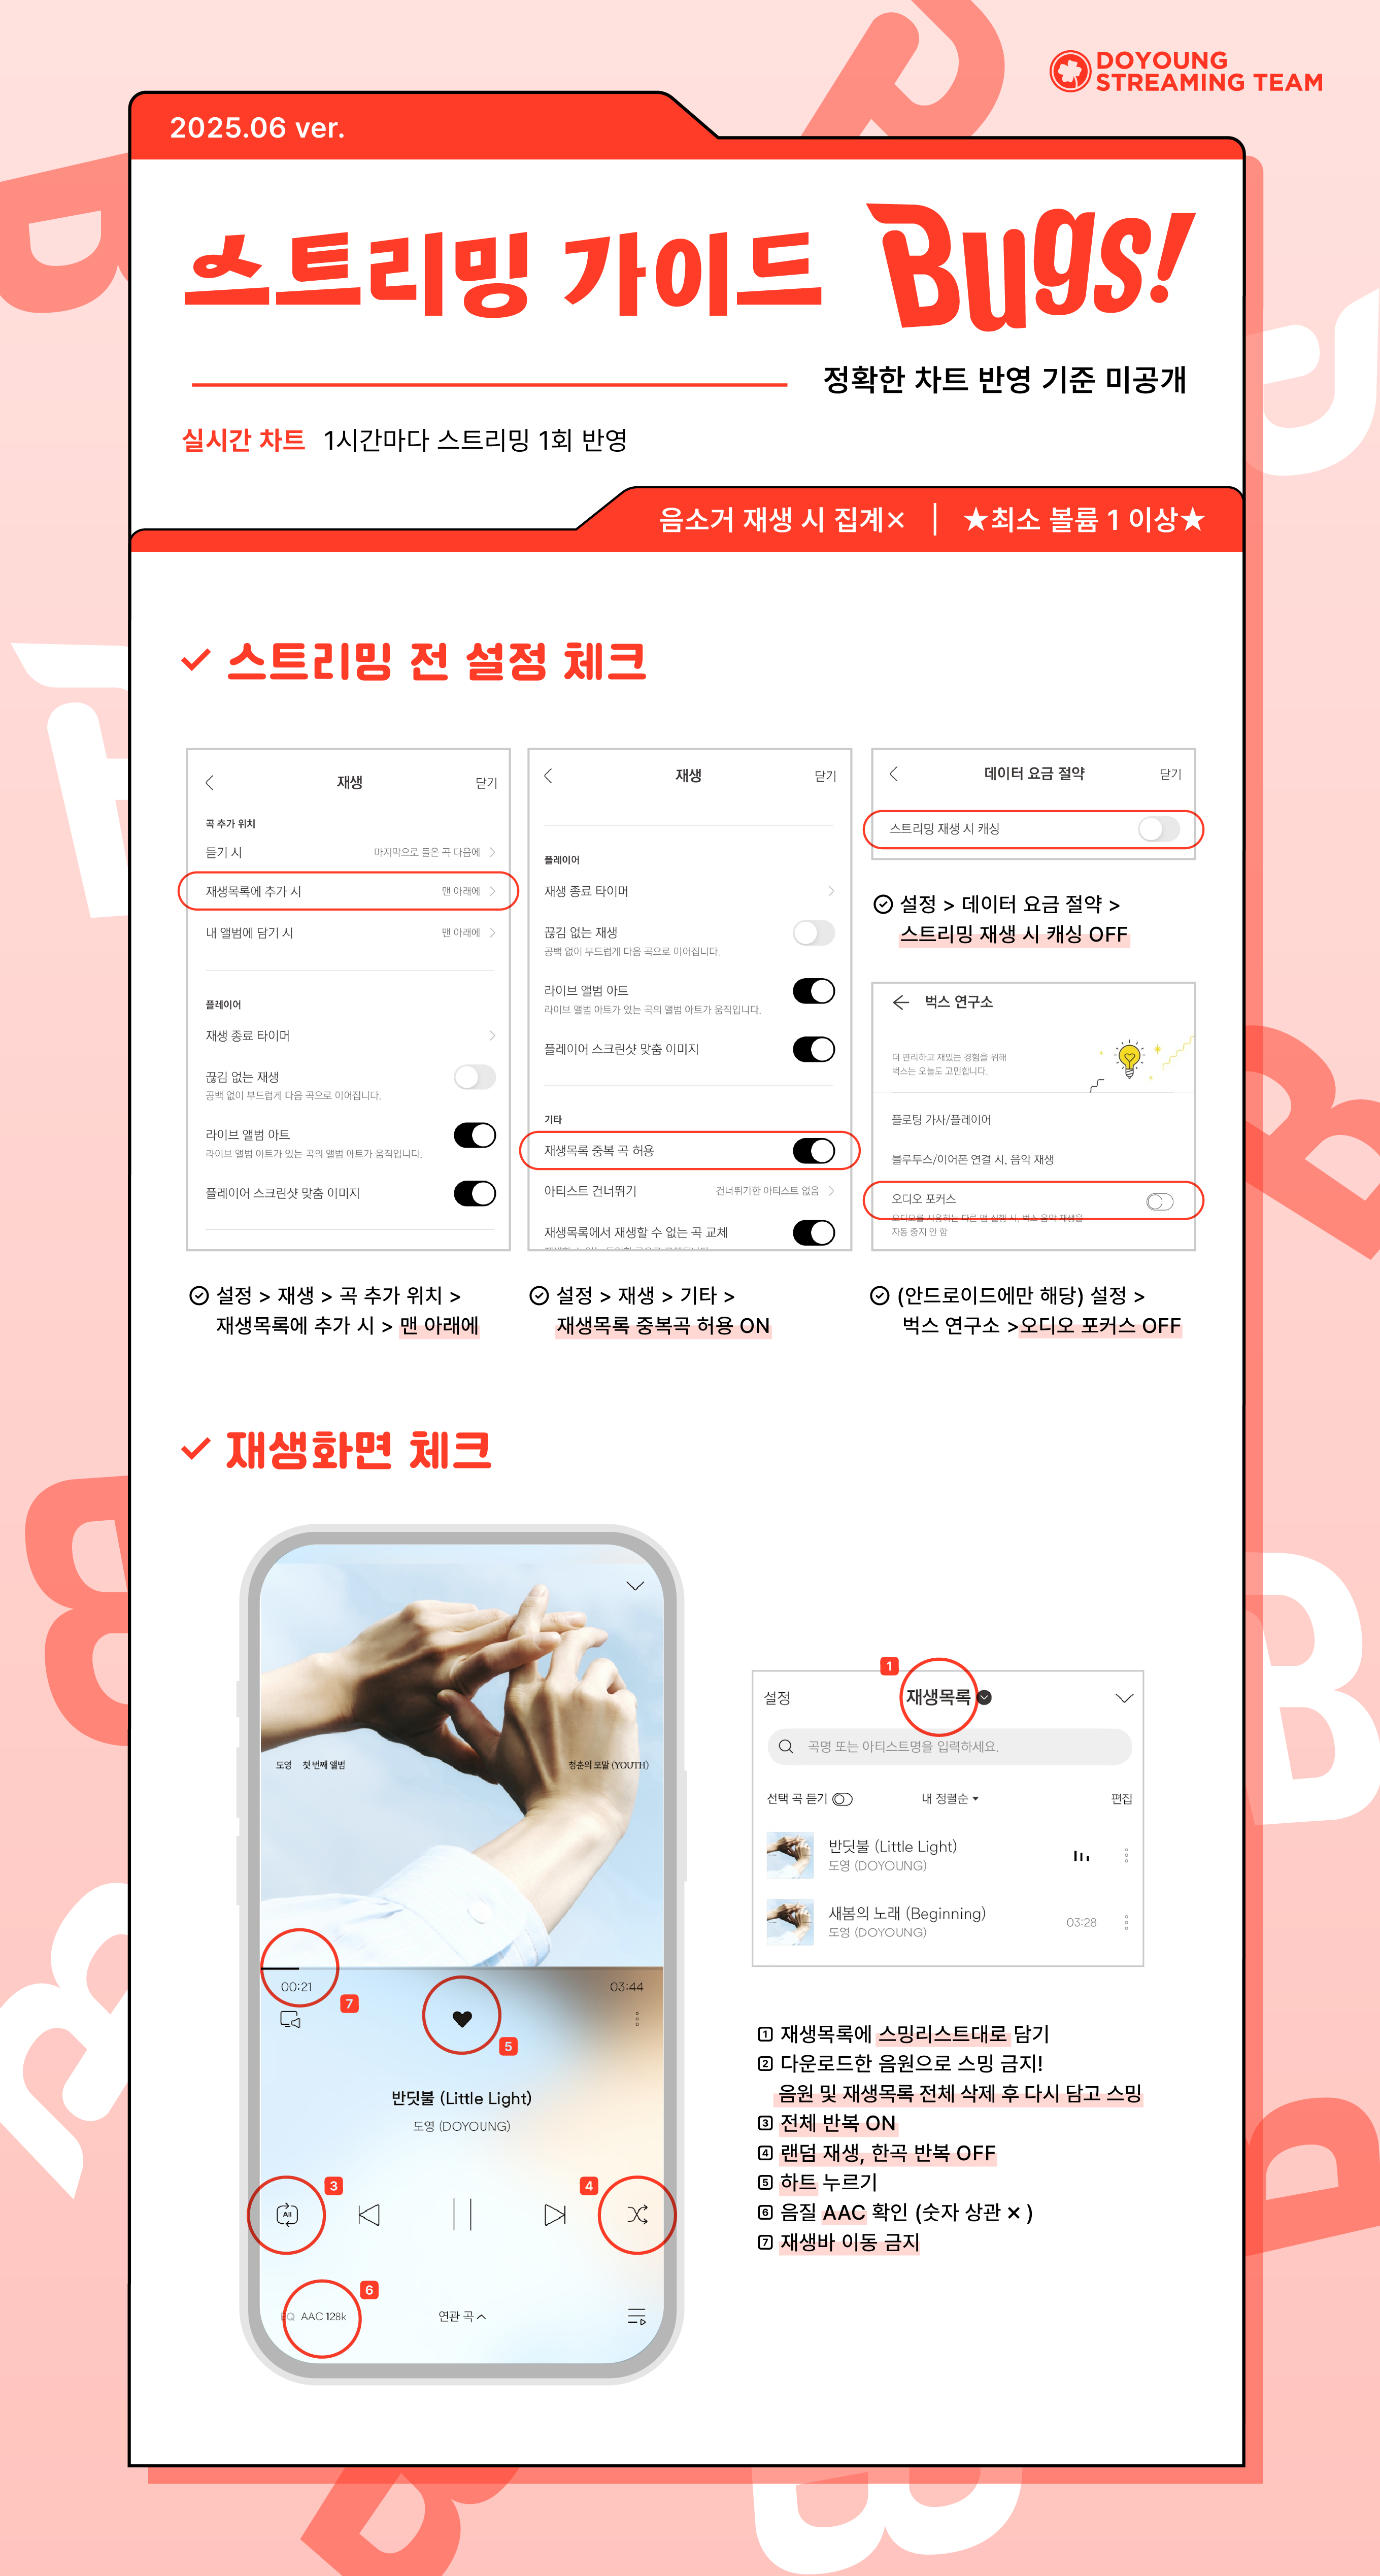 DOYOUNG
STREAMING TEAM
2025.06 ver.
스트리밍 가이드 Bugs!
정확한 차트 반영 기준 미공개
실시간 차트 1시간마다 스트리밍 1회 반영
음소거 재생 시 집계× | ★최소 볼륨 1 이상★
스트리밍 전 설정 체크
재생 닫기
곡 추가 위치
듣기 시 마지막으로 들은 곡 다음에
재생목록에 추가 시 맨 아래에
내 앨범에 담기 시 맨 아래에
플레이어
재생 종료 타이머
끊김 없는 재생
공백 없이 부드럽게 다음 곡으로 이어집니다.
라이브 앨범 아트
라이브 앨범 아트가 있는 곡의 앨범 아트가 움직입니다.
플레이어 스크린샷 맞춤 이미지
설정 > 재생 > 곡 추가 위치 >
재생목록에 추가 시 > 맨 아래에
재생 닫기
플레이어
재생 종료 타이머
끊김 없는 재생
공백 없이 부드럽게 다음 곡으로 이어집니다.
라이브 앨범 아트
라이브 앨범 아트가 있는 곡의 앨범 아트가 움직입니다.
플레이어 스크린샷 맞춤 이미지
기타
재생목록 중복 곡 허용
아티스트 건너뛰기 건너뛰기한 아티스트 없음
재생목록에서 재생할 수 없는 곡 교체
설정 > 재생 > 기타 >
재생목록 중복곡 허용 ON
데이터 요금 절약 닫기
스트리밍 재생 시 캐싱
설정 > 데이터 요금 절약 >
스트리밍 재생 시 캐싱 OFF
벅스 연구소
더 편리하고 재밌는 경험을 위해
벅스는 오늘도 고민합니다.
플로팅 가사/플레이어
블루투스/이어폰 연결 시, 음악 재생
오디오 포커스
오디오를 사용하는 다른 앱 실행 시, 벅스 음악 재생을
자동 중지 안 함
(안드로이드에만 해당) 설정 >
벅스 연구소 >오디오 포커스 OFF
재생화면 체크
도영 첫 번째 앨범 청춘의 포말 (YOUTH)
00:21 03:44
7
5
반딧불 (Little Light)
도영 (DOYOUNG)
3
4
All
6
EQ AAC 128k 연관 곡
1
설정 재생목록
곡명 또는 아티스트명을 입력하세요.
선택 곡 듣기 내 정렬순 편집
반딧불 (Little Light)
도영 (DOYOUNG)
새봄의 노래 (Beginning)
도영 (DOYOUNG)
03:28
1 재생목록에 스밍리스트대로 담기
2 다운로드한 음원으로 스밍 금지!
음원 및 재생목록 전체 삭제 후 다시 담고 스밍
3 전체 반복 ON
4 랜덤 재생, 한곡 반복 OFF
5 하트 누르기
6 음질 AAC 확인 (숫자 상관 × )
7 재생바 이동 금지